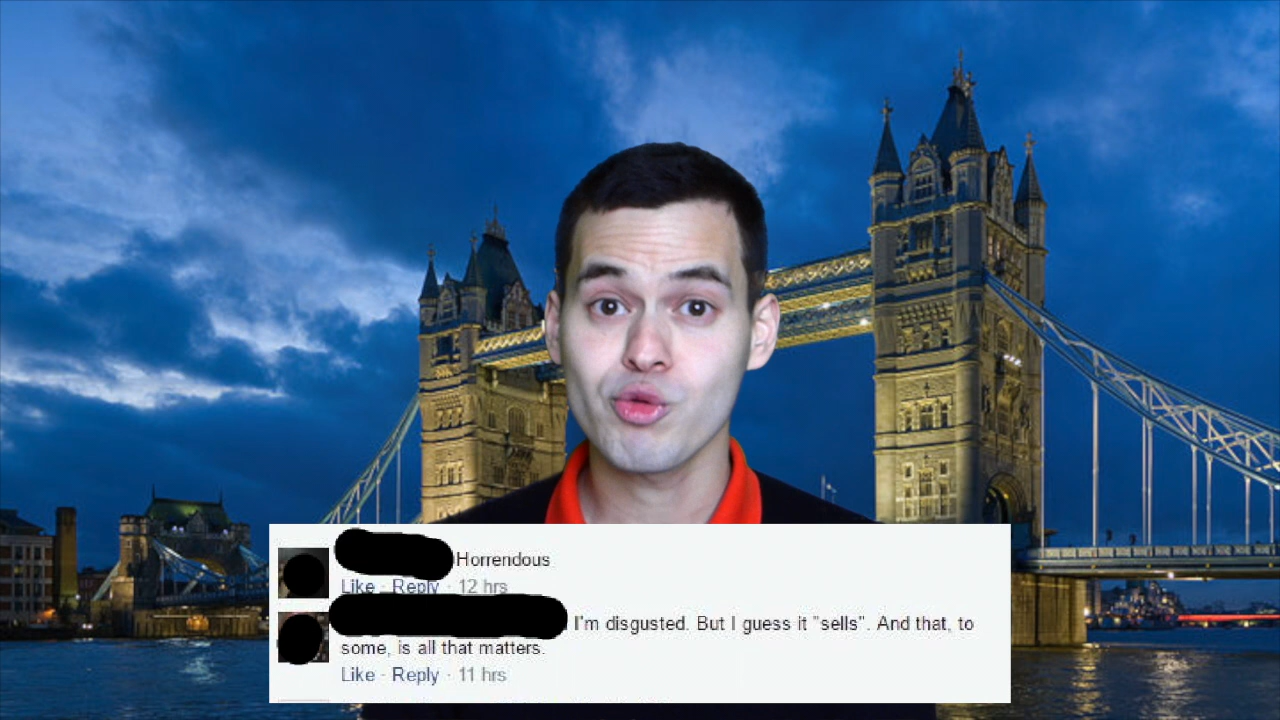 Horrendous
Like · Reply · 12 hrs
I'm disgusted. But I guess it "sells". And that, to
some, is all that matters.
Like · Reply · 11 hrs